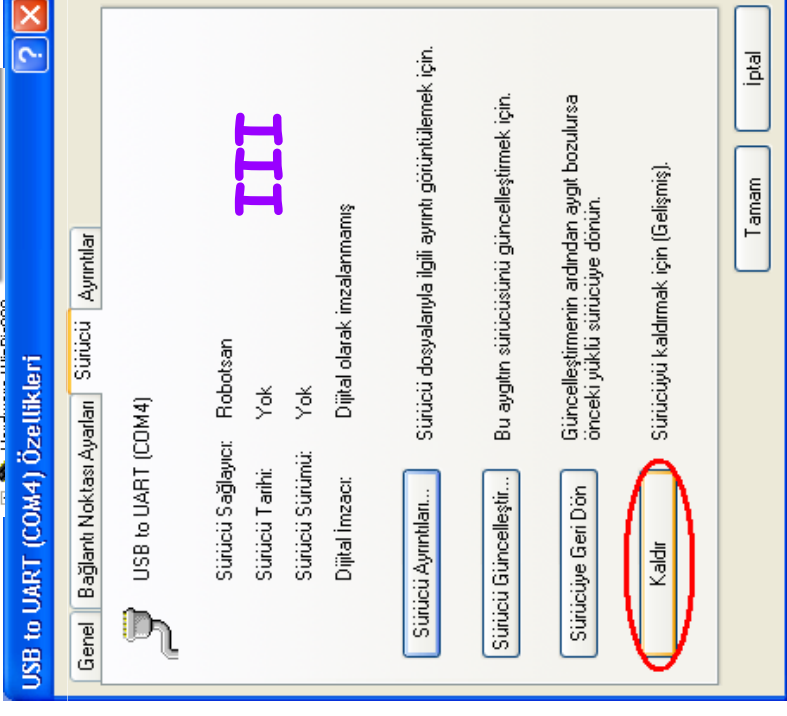 USB to UART (COM4) Özellikleri
Genel
Bağlantı Noktası Ayarları
Sürücü
Ayrıntılar
USB to UART (COM4)
III
Sürücü Sağlayıcı: Robotsan
Sürücü Tarihi: Yok
Sürücü Sürümü: Yok
Dijital İmzacı: Dijital olarak imzalanmamış
Sürücü Ayrıntıları... Sürücü dosyalarıyla ilgili ayrıntı görüntülemek için.
Sürücü Güncelleştir... Bu aygıtın sürücüsünü güncelleştirmek için.
Sürücüye Geri Dön Güncelleştirmenin ardından aygıt bozulursa
önceki yüklü sürücüye dönün.
Kaldır Sürücüyü kaldırmak için (Gelişmiş).
Tamam
İptal